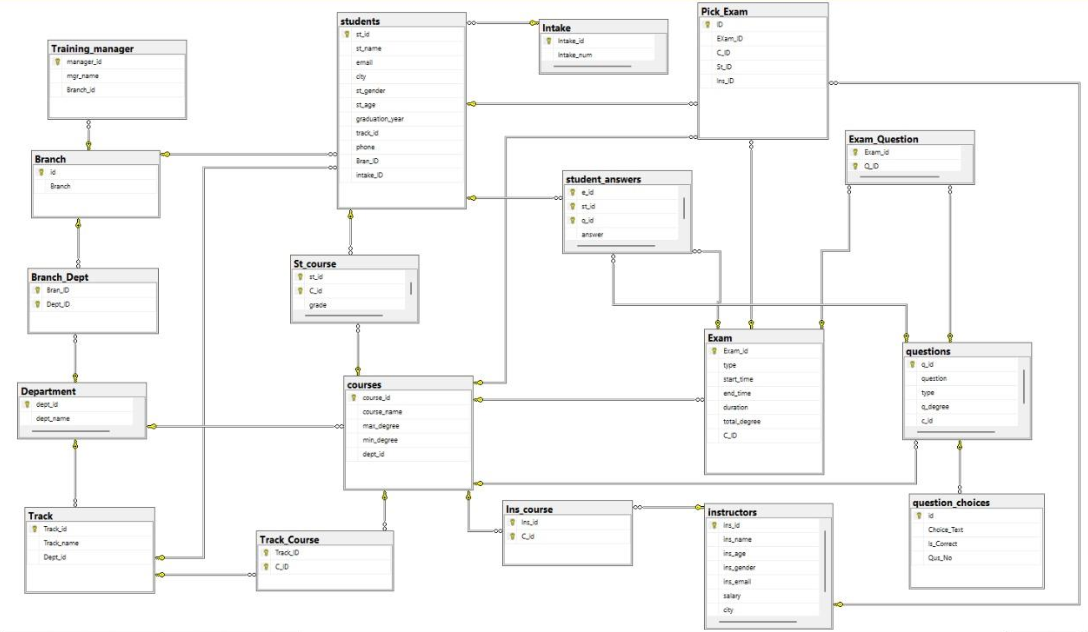 Training_manager
manager_id
mgr_name
Branch_id
Branch
id
Branch
Branch_Dept
Bran_ID
Dept_ID
Department
dept_id
dept_name
Track
Track_id
Track_name
Dept_id
students
st_id
st_name
email
city
st_gender
st_age
graduation_year
track_id
phone
Bran_ID
intake_ID
St_course
st_id
C_id
grade
courses
course_id
course_name
max_degree
min_degree
dept_id
Track_Course
Track_ID
C_ID
Intake
Intake_id
intake_num
student_answers
e_id
st_id
q_id
answer
Ins_course
Ins_id
C_id
Pick_Exam
ID
EXam_ID
C_ID
St_ID
Ins_ID
Exam
Exam_id
type
start_time
end_time
duration
total_degree
C_ID
instructors
ins_id
ins_name
ins_age
ins_gender
ins_email
salary
city
Exam_Question
Exam_id
Q_ID
questions
q_id
question
type
q_degree
c_id
question_choices
id
Choice_Text
Is_Correct
Qus_No